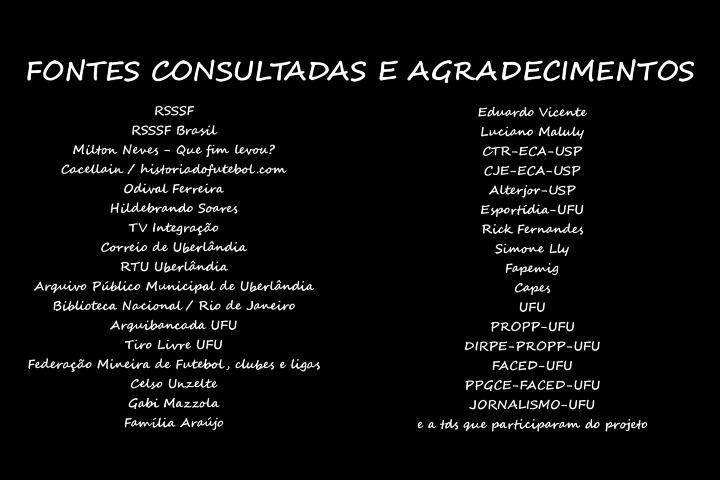 FONTES CONSULTADAS E AGRADECIMENTOS
RSSSF
RSSSF Brasil
Milton Neves - Que fim levou?
Cacellain / historiadofutebol.com
Odival Ferreira
Hildebrando Soares
TV Integração
Correio de Uberlândia
RTU Uberlândia
Arquivo Público Municipal de Uberlândia
Biblioteca Nacional / Rio de Janeiro
Arquibancada UFU
Tiro Livre UFU
Federação Mineira de Futebol, clubes e ligas
Celso Unzelte
Gabi Mazzola
Família Araújo
Eduardo Vicente
Luciano Maluly
CTR-ECA-USP
CJE-ECA-USP
Alterjor-USP
Esportídia-UFU
Rick Fernandes
Simone Lly
Fapemig
Capes
UFU
PROPP-UFU
DIRPE-PROPP-UFU
FACED-UFU
PPGCE-FACED-UFU
JORNALISMO-UFU
e a tds que participaram do projeto